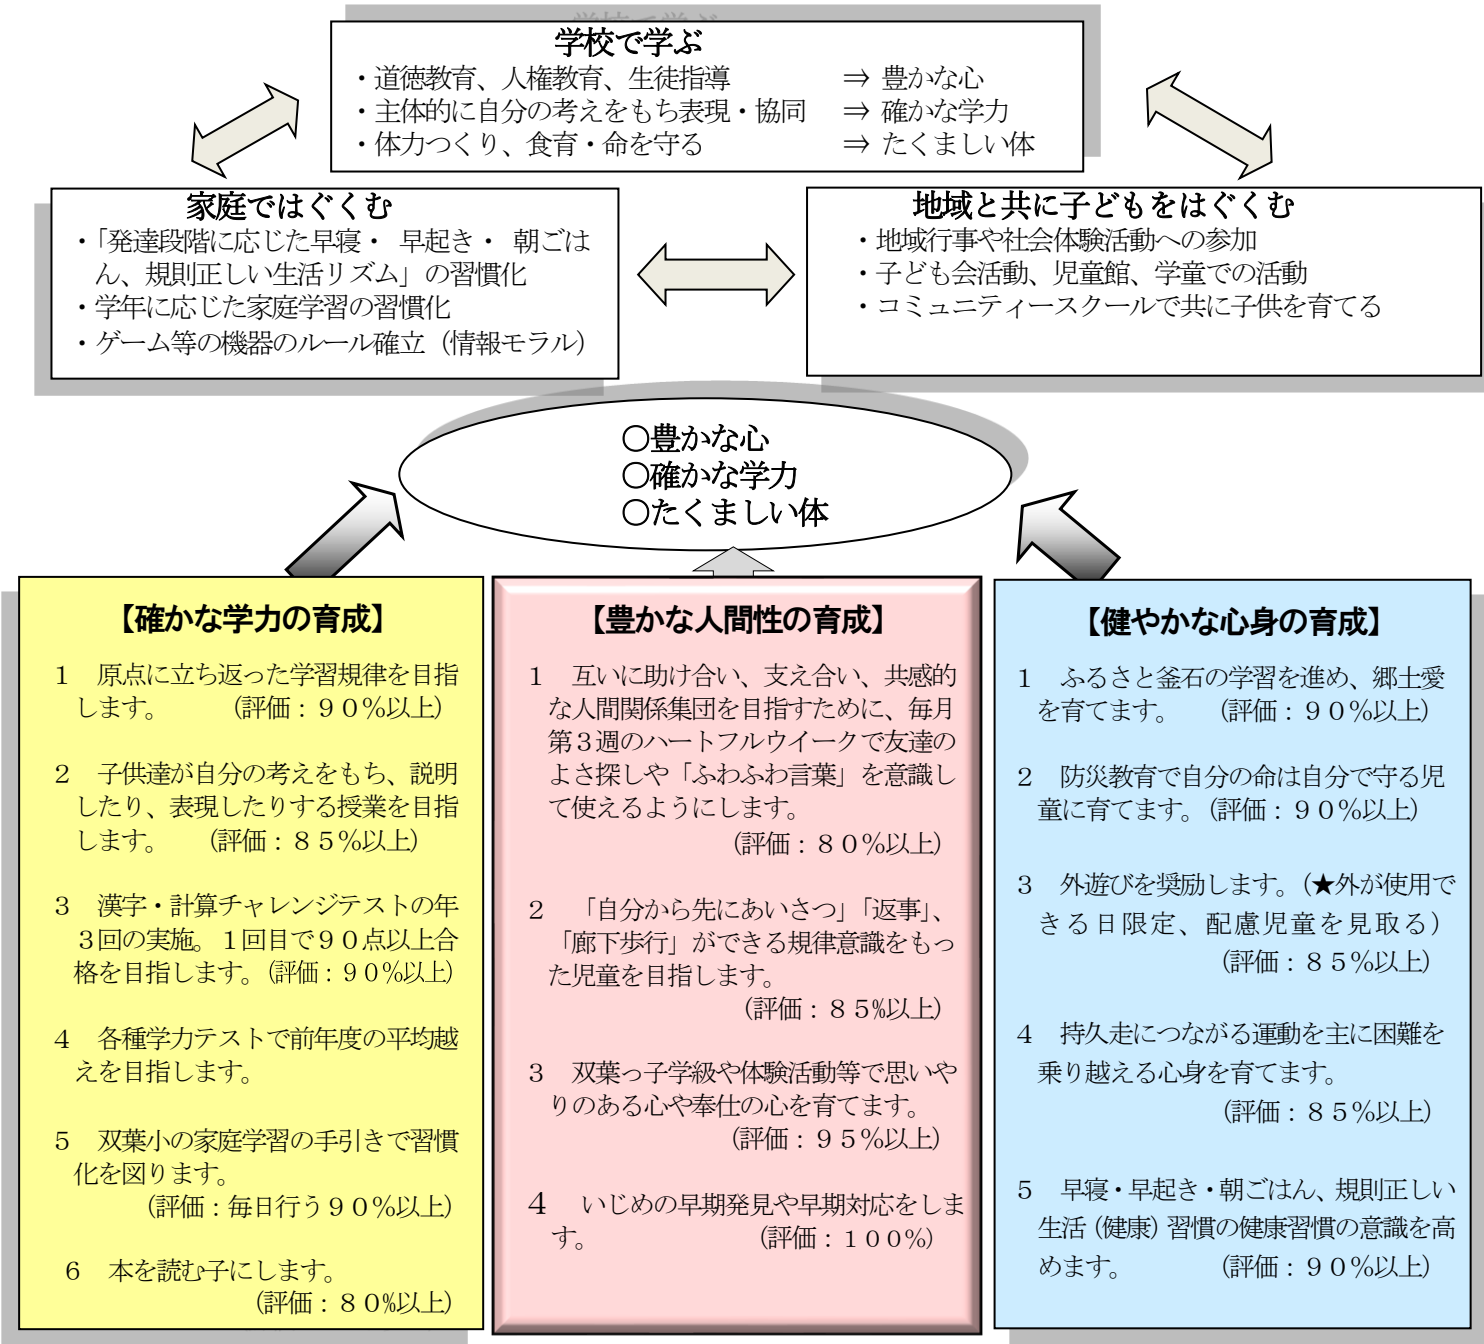 学校で学ぶ
・道徳教育、人権教育、生徒指導　⇒ 豊かな心
・主体的に自分の考えをもち表現・協同　⇒ 確かな学力
・体力つくり、食育・命を守る　⇒ たくましい体
家庭ではぐくむ
・「発達段階に応じた早寝・ 早起き・ 朝ごは
ん、規則正しい生活リズム」の習慣化
・学年に応じた家庭学習の習慣化
・ゲーム等の機器のルール確立（情報モラル）
地域と共に子どもをはぐくむ
・地域行事や社会体験活動への参加
・子ども会活動、児童館、学童での活動
・コミュニティースクールで共に子供を育てる
○豊かな心
○確かな学力
○たくましい体
【確かな学力の育成】
１　原点に立ち返った学習規律を目指
します。　（評価：９０％以上）
２　子供達が自分の考えをもち、説明
したり、表現したりする授業を目指
します。　（評価：８５％以上）
３　漢字・計算チャレンジテストの年
３回の実施。１回目で９０点以上合
格を目指します。（評価：９０％以上）
４　各種学力テストで前年度の平均越
えを目指します。
５　双葉小の家庭学習の手引きで習慣
化を図ります。
（評価：毎日行う９０％以上）
６　本を読む子にします。
（評価：８０％以上）
【豊かな人間性の育成】
１　互いに助け合い、支え合い、共感的
な人間関係集団を目指すために、毎月
第３週のハートフルウイークで友達の
よさ探しや「ふわふわ言葉」を意識し
て使えるようにします。
（評価：８０％以上）
２　「自分から先にあいさつ」「返事」、
「廊下歩行」ができる規律意識をもっ
た児童を目指します。
（評価：８５％以上）
３　双葉っ子学級や体験活動等で思いや
りのある心や奉仕の心を育てます。
（評価：９５％以上）
４　いじめの早期発見や早期対応をしま
す。　（評価：１００％）
【健やかな心身の育成】
１　ふるさと釜石の学習を進め、郷土愛
を育てます。　（評価：９０％以上）
２　防災教育で自分の命は自分で守る児
童に育てます。（評価：９０％以上）
３　外遊びを奨励します。（★外が使用で
きる日限定、配慮児童を見取る）
（評価：８５％以上）
４　持久走につながる運動を主に困難を
乗り越える心身を育てます。
（評価：８５％以上）
５　早寝・早起き・朝ごはん、規則正しい
生活（健康）習慣の健康習慣の意識を高
めます。　（評価：９０％以上）